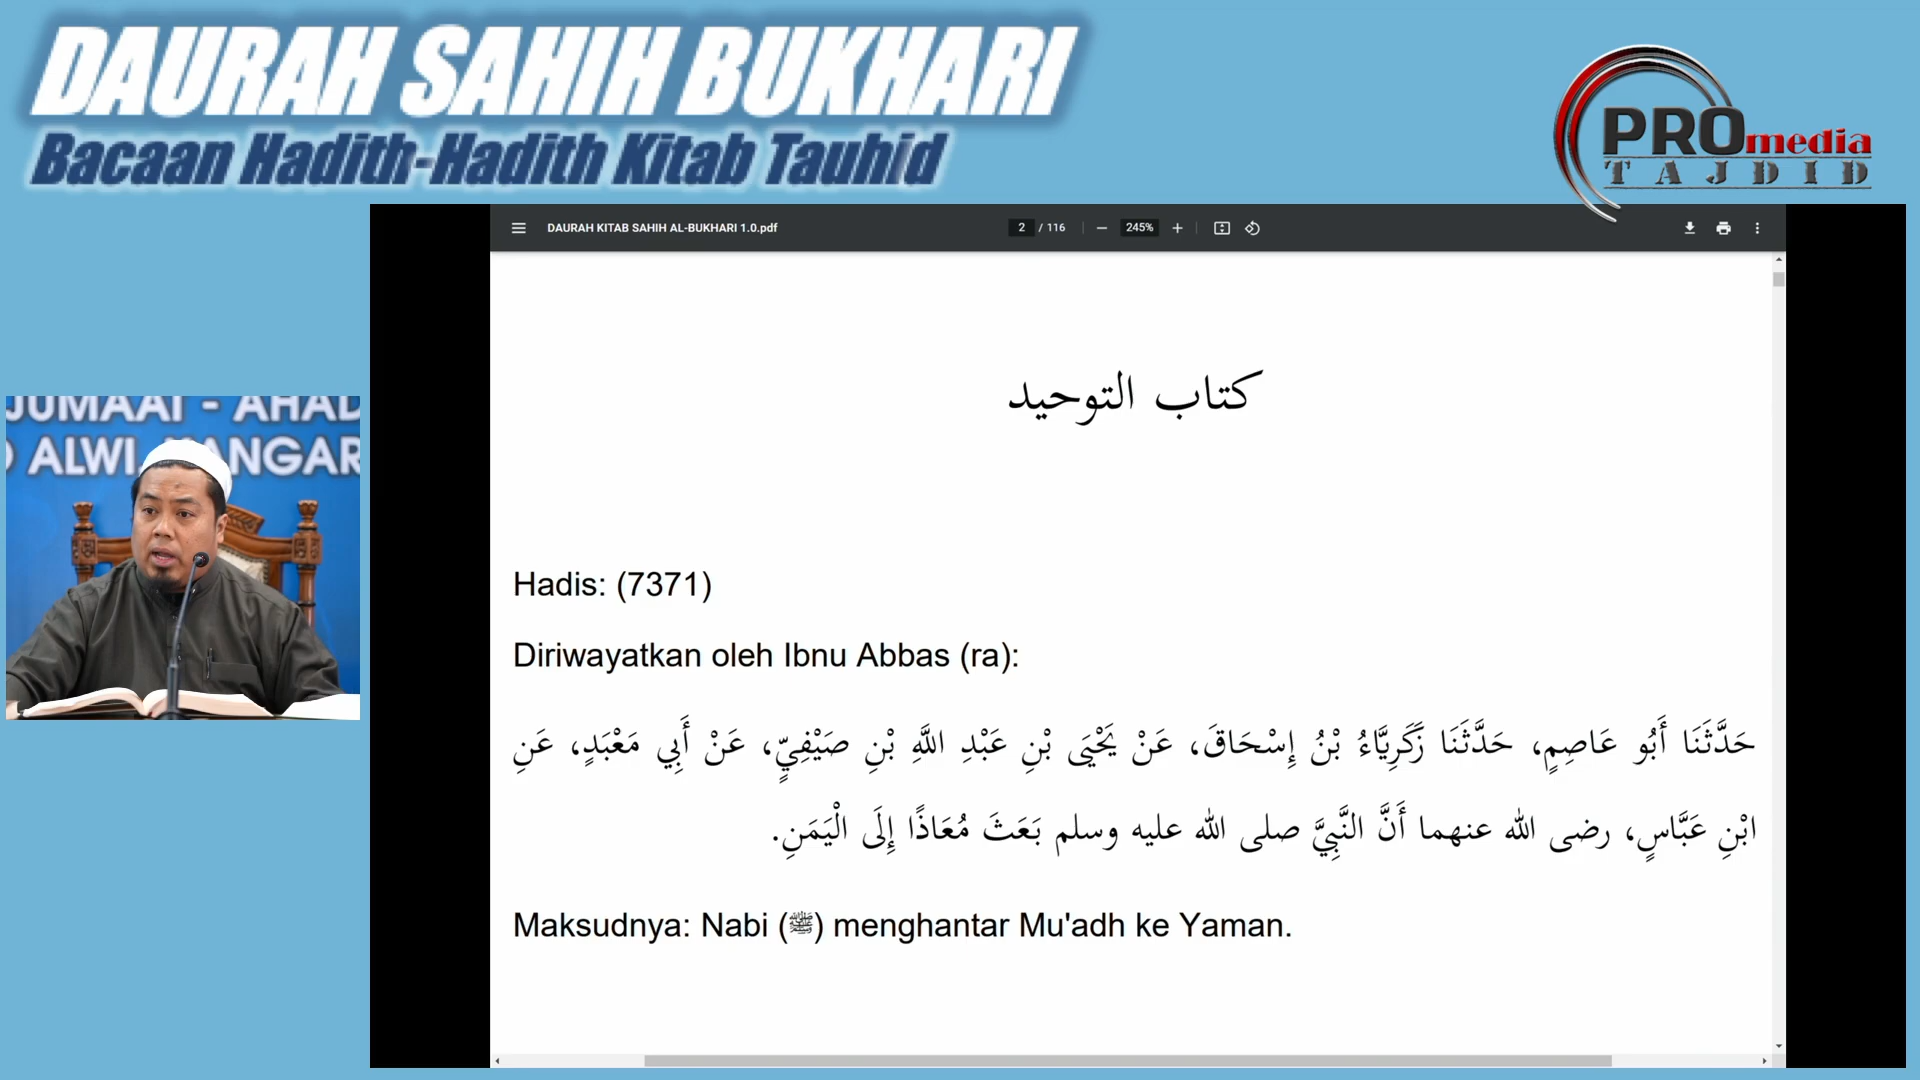 DAURAH SAHIH BUKHARI
Bacaan Hadith-Hadith Kitab Tauhid
PROmedia
TAJDID
DAURAH KITAB SAHIH AL-BUKHARI 1.0.pdf
2 / 116
245%
كتاب التوحيد
JUMAAT - AHAD
ALWI, KANGAR
Hadis: (7371)
Diriwayatkan oleh Ibnu Abbas (ra):
حَدَّثَنَا أَبُو عَاصِمٍ، حَدَّثَنَا زَكَرِيَّاءُ بْنُ إِسْحَاقَ، عَنْ يَحْيَى بْنِ عَبْدِ اللَّهِ بْنِ صَيْفِيٍّ، عَنْ أَبِي مَعْبَدٍ، عَنِ
ابْنِ عَبَّاسٍ، رضى الله عنهما أَنَّ النَّبِيَّ صلى الله عليه وسلم بَعَثَ مُعَاذًا إِلَى الْيَمَنِ.
Maksudnya: Nabi (ﷺ) menghantar Mu'adh ke Yaman.